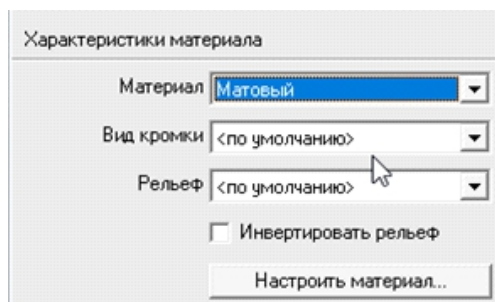 Характеристики материала
Материал Матовый
Вид кромки <по умолчанию>
Рельеф <по умолчанию>
Инвертировать рельеф
Настроить материал...